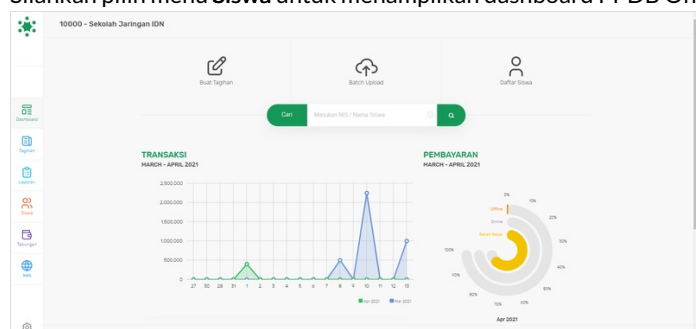 Silahkan pilih menu Siswa untuk menampilkan dashboard PPDB On
10000 - Sekolah Jaringan IDN
Buat Tagihan
Batch Upload
Daftar Siswa
Cari
Masukan NIS / Nama Siswa
Dashboard
Tagihan
Laporan
Siswa
Tabungan
Web
TRANSAKSI
MARCH - APRIL 2021
2.500.000
2.000.000
1.500.000
1.000.000
500.000
0
27 30 28 31 1 2 3 4 5 6 7 8 9 10 11 12 13
Apr 2021 Mar 2021
PEMBAYARAN
MARCH - APRIL 2021
Offline
Online
Belum Bayar
0%
10%
20%
30%
40%
50%
60%
70%
80%
90%
100%
Apr 2021